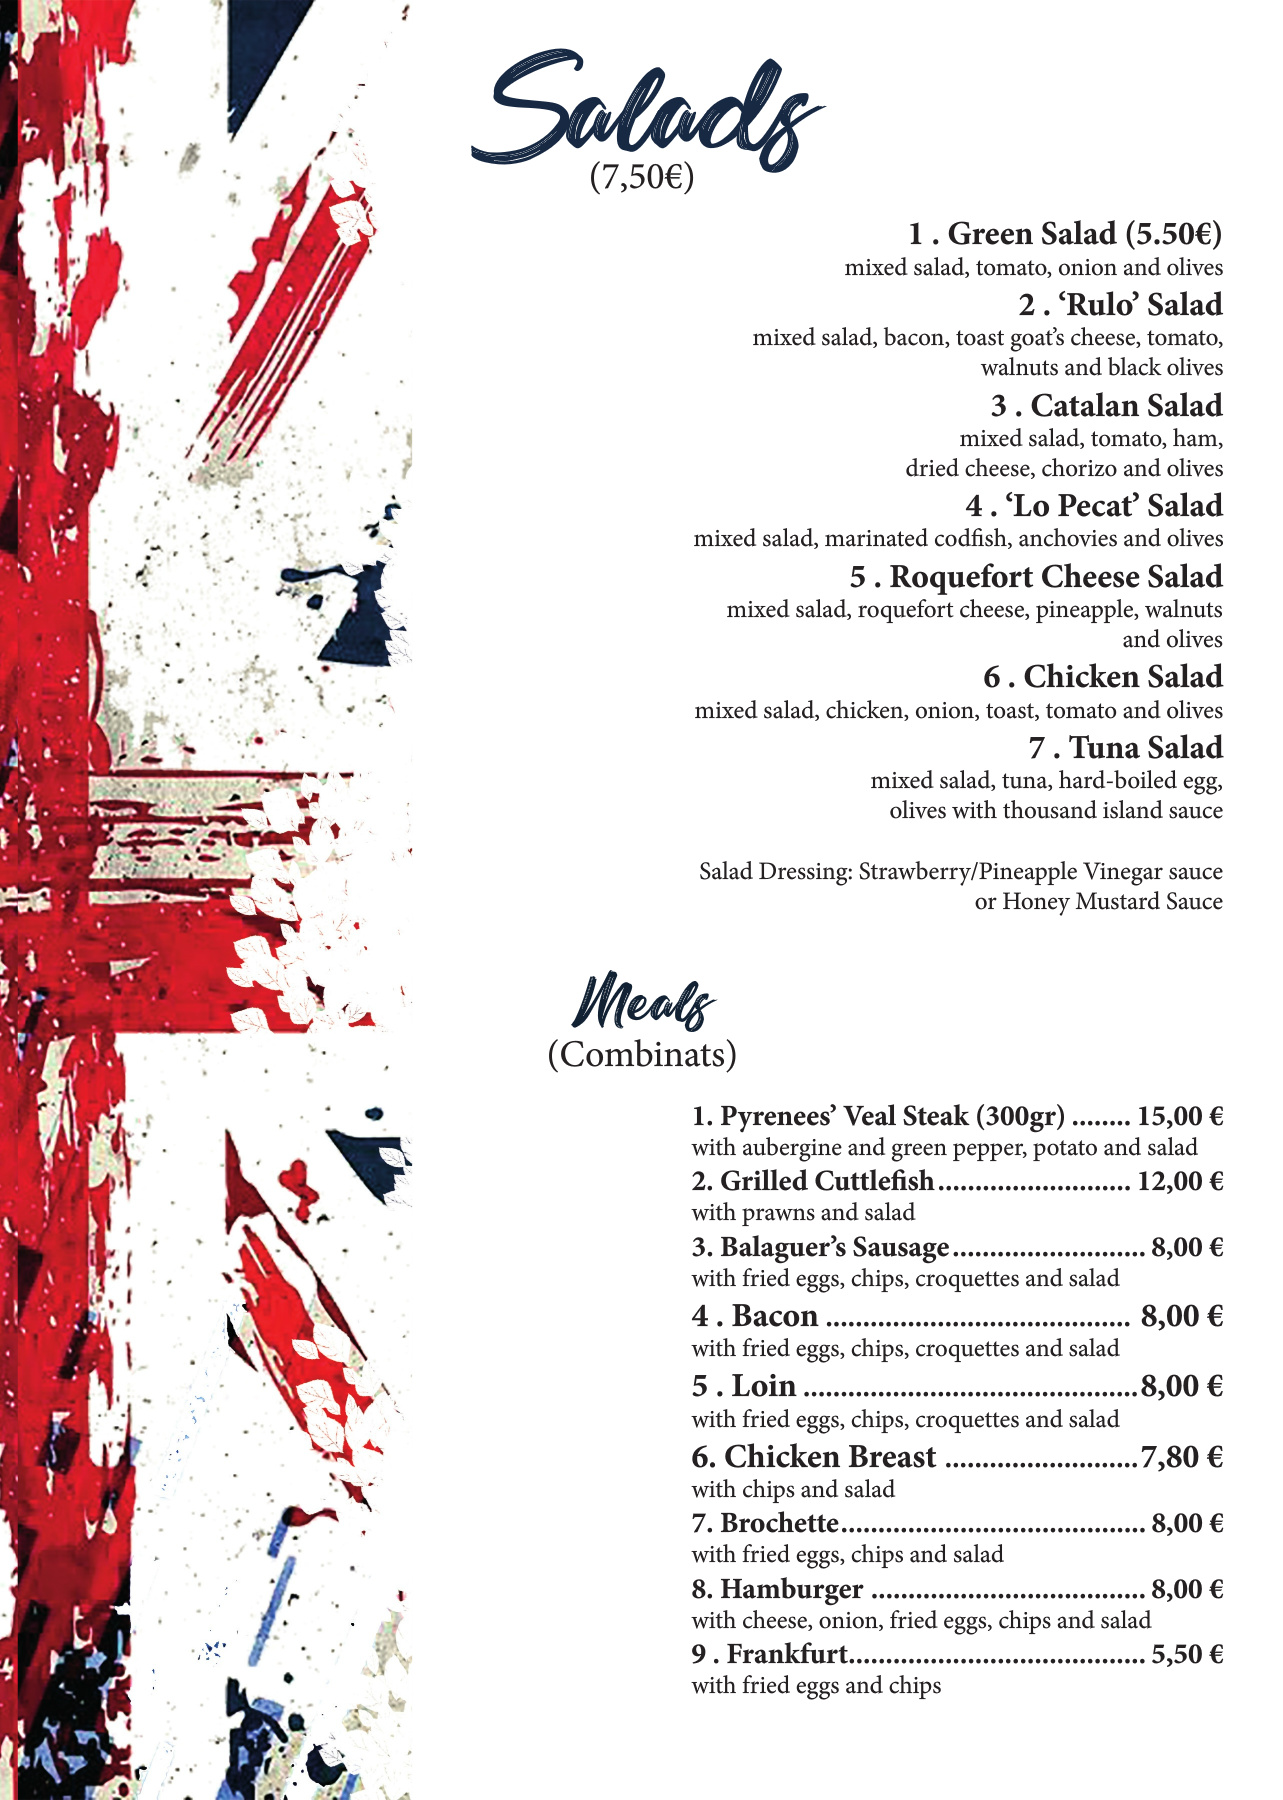 Salads
(7,50€)
1 . Green Salad (5.50€)
mixed salad, tomato, onion and olives
2 . ‘Rulo’ Salad
mixed salad, bacon, toast goat’s cheese, tomato,
walnuts and black olives
3 . Catalan Salad
mixed salad, tomato, ham,
dried cheese, chorizo and olives
4 . ‘Lo Pecat’ Salad
mixed salad, marinated codfish, anchovies and olives
5 . Roquefort Cheese Salad
mixed salad, roquefort cheese, pineapple, walnuts
and olives
6 . Chicken Salad
mixed salad, chicken, onion, toast, tomato and olives
7 . Tuna Salad
mixed salad, tuna, hard-boiled egg,
olives with thousand island sauce
Salad Dressing: Strawberry/Pineapple Vinegar sauce
or Honey Mustard Sauce
Meals
(Combinats)
1. Pyrenees’ Veal Steak (300gr) ........ 15,00 €
with aubergine and green pepper, potato and salad
2. Grilled Cuttlefish.......................... 12,00 €
with prawns and salad
3. Balaguer’s Sausage.......................... 8,00 €
with fried eggs, chips, croquettes and salad
4 . Bacon ......................................... 8,00 €
with fried eggs, chips, croquettes and salad
5 . Loin .............................................8,00 €
with fried eggs, chips, croquettes and salad
6. Chicken Breast ..........................7,80 €
with chips and salad
7. Brochette......................................... 8,00 €
with fried eggs, chips and salad
8. Hamburger ..................................... 8,00 €
with cheese, onion, fried eggs, chips and salad
9 . Frankfurt........................................ 5,50 €
with fried eggs and chips